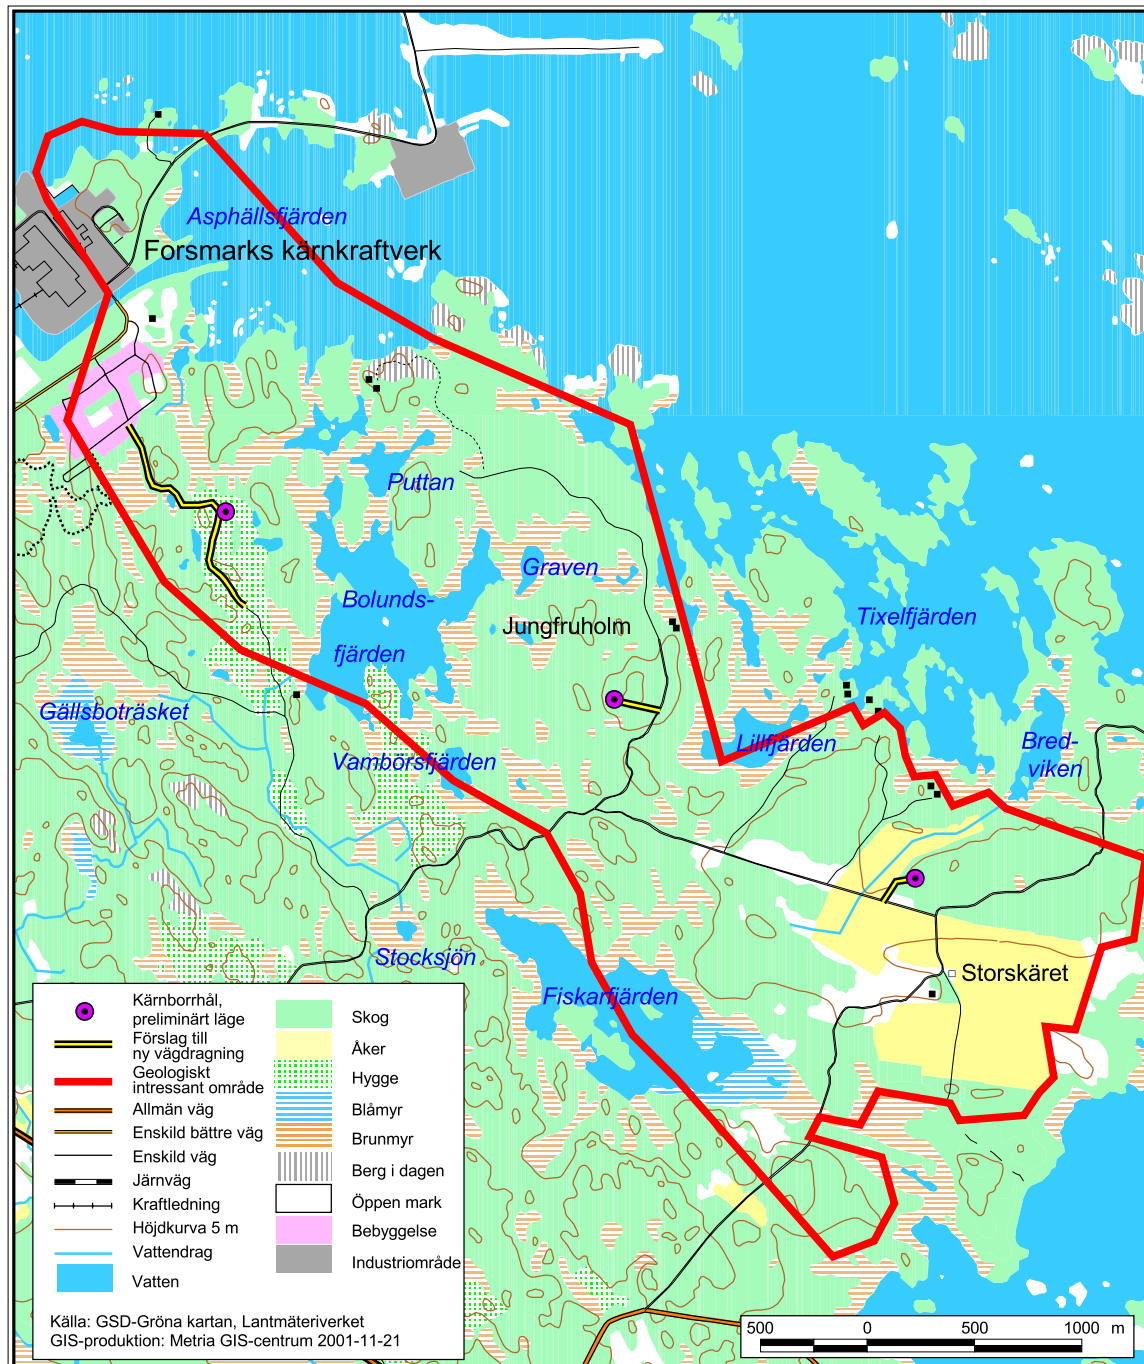 Asphällsfjärden
Forsmarks kärnkraftverk
Puttan
Graven
Bolunds-
fjärden
Jungfruholm
Tixelfjärden
Gällsboträsket
Lillfjärden
Bred-
viken
Vambörsfjärden
Stocksjön
Fiskarfjärden
Storskäret
Kärnborrhål,
preliminärt läge
Förslag till
ny vägdragning
Geologiskt
intressant område
Allmän väg
Enskild bättre väg
Enskild väg
Järnväg
Kraftledning
Höjdkurva 5 m
Vattendrag
Vatten
Skog
Åker
Hygge
Blåmyr
Brunmyr
Berg i dagen
Öppen mark
Bebyggelse
Industriområde
Källa: GSD-Gröna kartan, Lantmäteriverket
GIS-produktion: Metria GIS-centrum 2001-11-21
500 0 500 1000 m